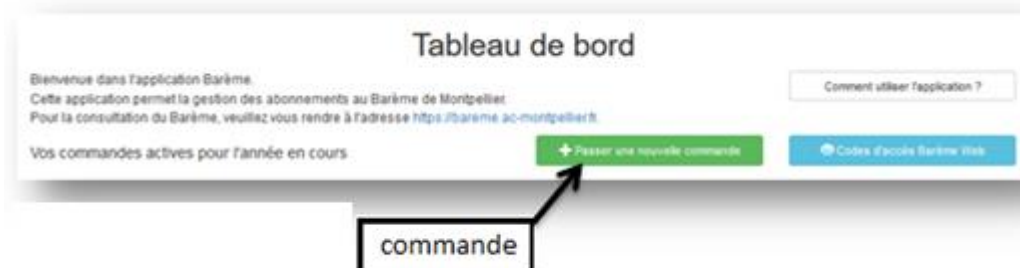 Tableau de bord
Bienvenue dans l'application Barème.
Comment utiliser l'application ?
Cette application permet la gestion des abonnements au Barème de Montpellier.
Pour la consultation du Barème, veuillez vous rendre à l'adresse https://bareme.ac-montpellier.fr.
Vos commandes actives pour l'année en cours
Passer une nouvelle commande
Codes d'accès Barème Web
commande